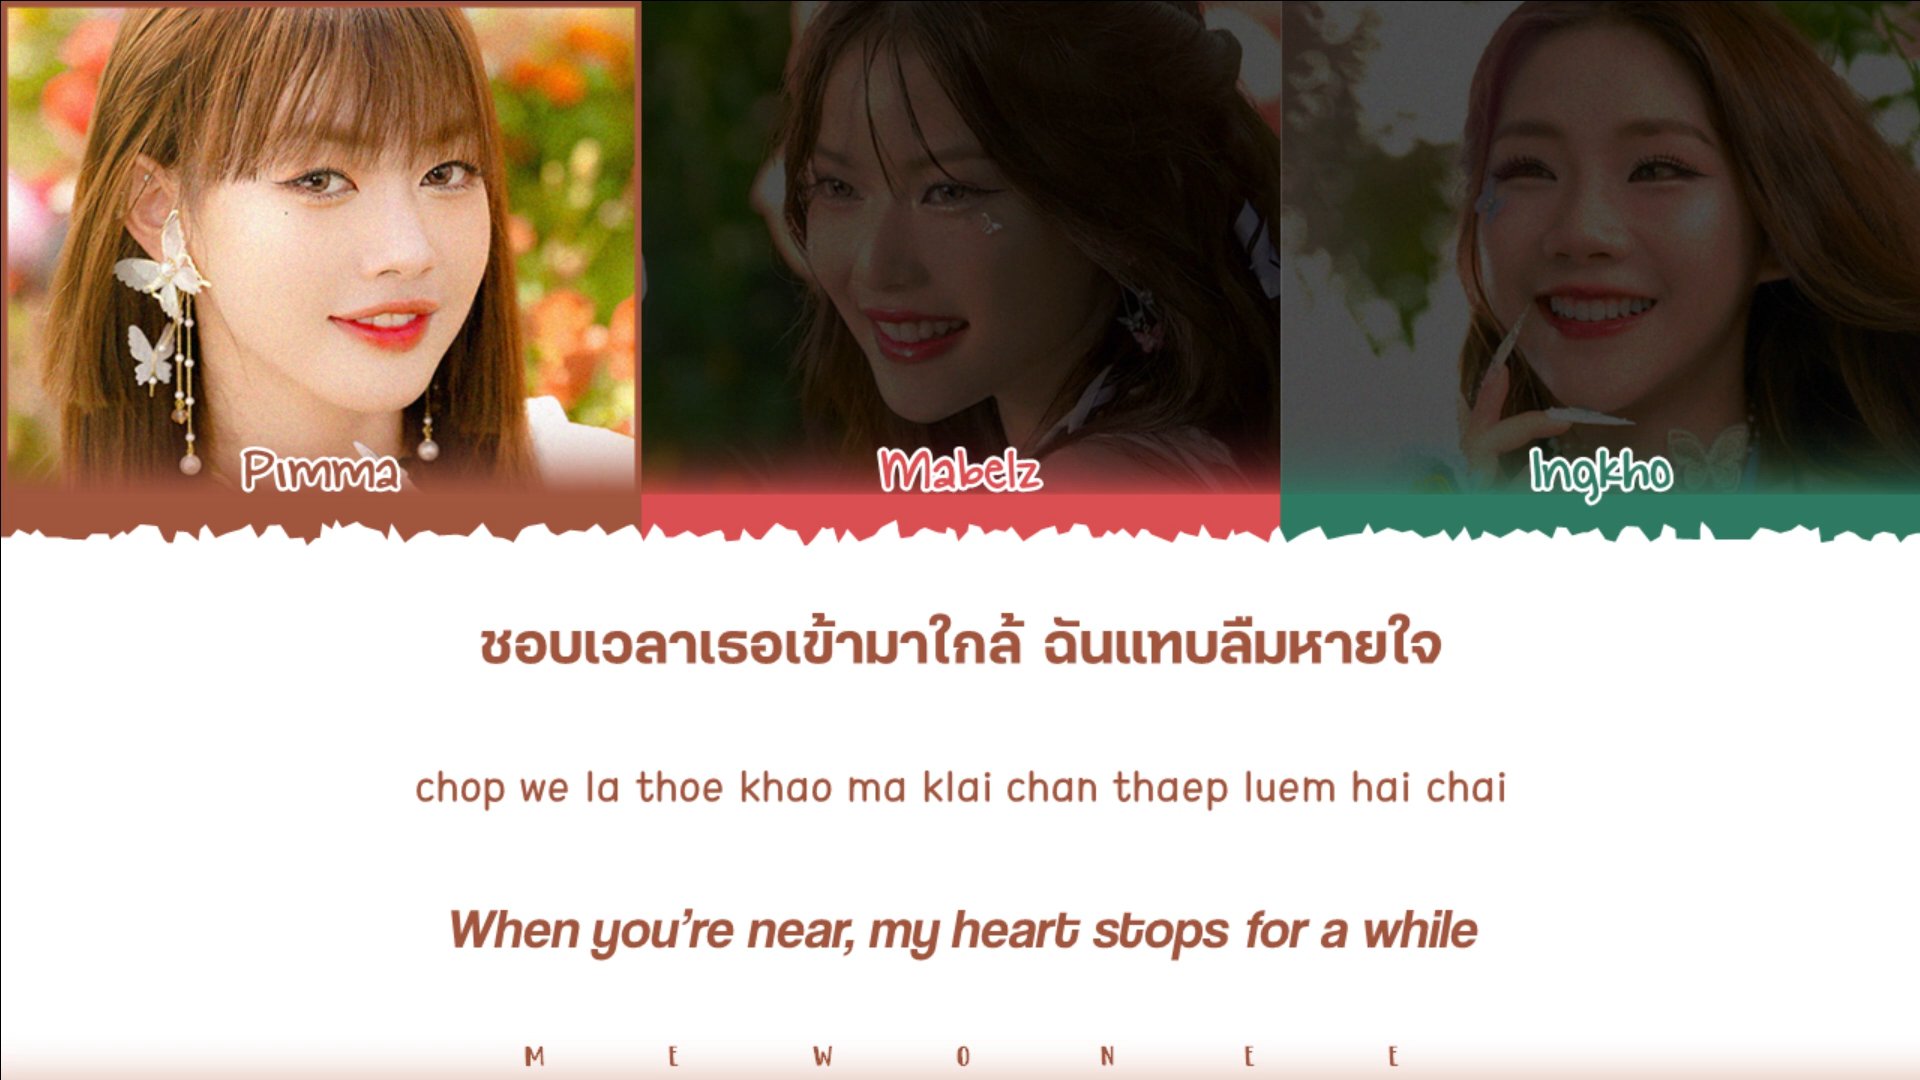 Pimma
Mabelz
Ingkho
ชอบเวลาเธอเข้ามาใกล้ ฉันแทบลืมหายใจ
chop we la thoe khao ma klai chan thaep luem hai chai
When you're near, my heart stops for a while
M E W O N E E